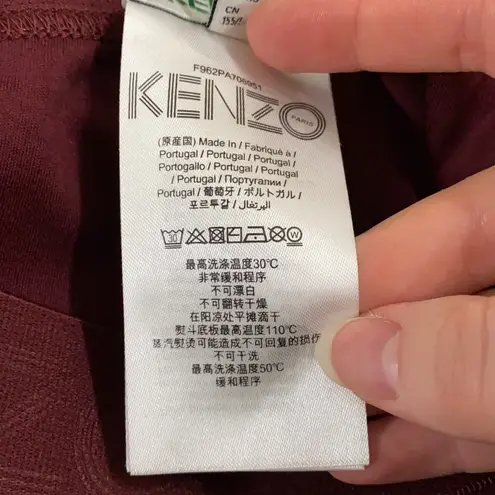 CN
F962PA706951
KENZO
PARIS
(原産国) Made In / Fabriqué à /
Portugal / Portugal / Portugal /
Portogallo / Portugal / Portugal
/ Portugal / Португалии /
Portugal / 葡萄牙 / ポルトガル /
포르투갈 / البرتغال /
30 W
最高洗涤温度30℃
非常缓和程序
不可漂白
不可翻转干燥
在阳凉处平摊滴干
熨斗底板最高温度110℃
蒸汽熨烫可能造成不可回复的损伤
不可干洗
最高洗涤温度50℃
缓和程序